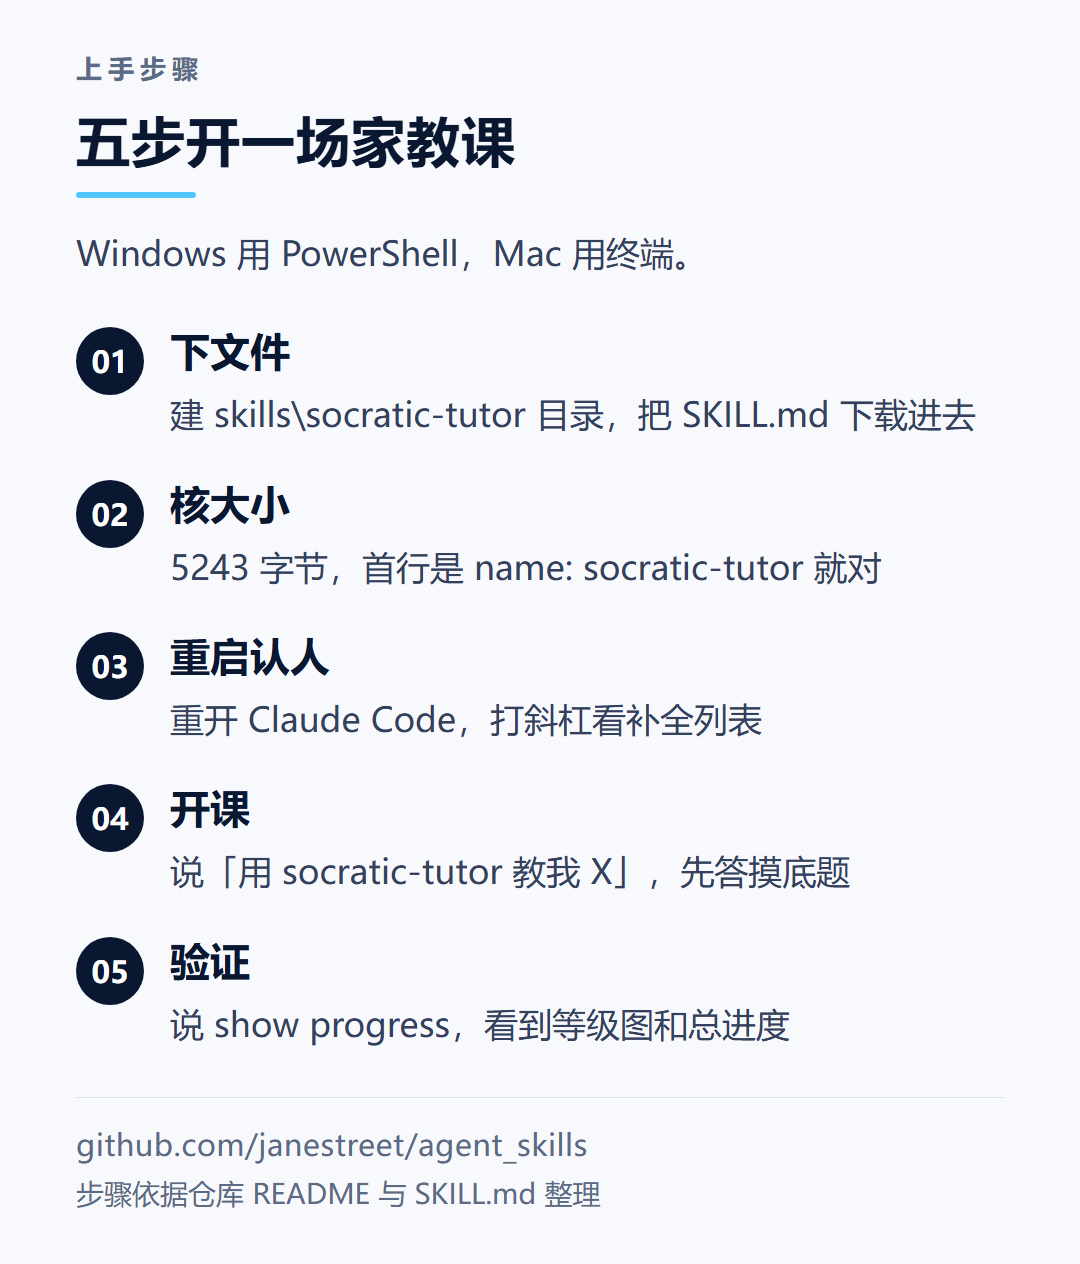 上手步骤
五步开一场家教课
Windows 用 PowerShell，Mac 用终端。
01
下文件
建 skills\socratic-tutor 目录，把 SKILL.md 下载进去
02
核大小
5243 字节，首行是 name: socratic-tutor 就对
03
重启认人
重开 Claude Code，打斜杠看补全列表
04
开课
说「用 socratic-tutor 教我 X」，先答摸底题
05
验证
说 show progress，看到等级图和总进度
github.com/janestreet/agent_skills
步骤依据仓库 README 与 SKILL.md 整理